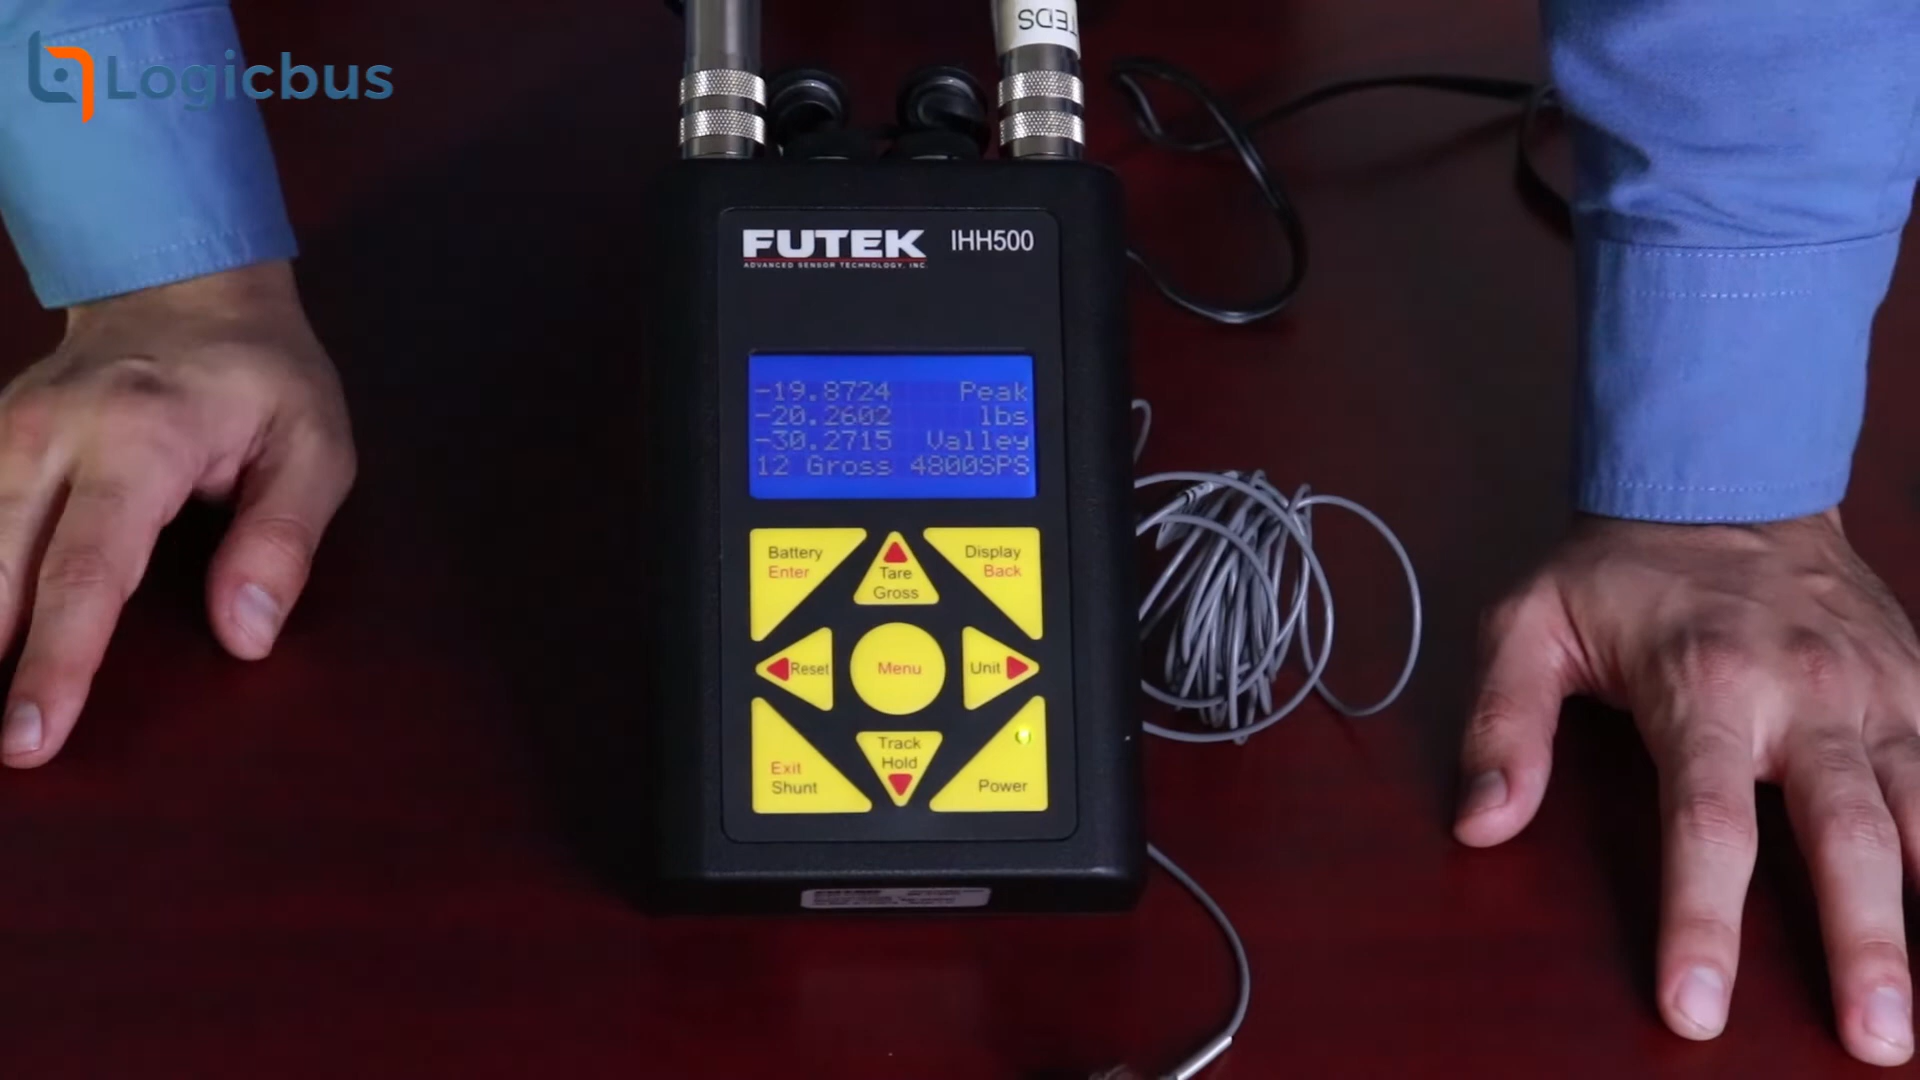 Logicbus
TEDS
FUTEK IHH500
ADVANCED SENSOR TECHNOLOGY, INC.
-19.8724 Peak
-20.2602 lbs
-30.2715 Valley
12 Gross 4800SPS
Battery
Enter
Tare
Gross
Display
Back
Reset
Menu
Unit
Exit
Shunt
Track
Hold
Power